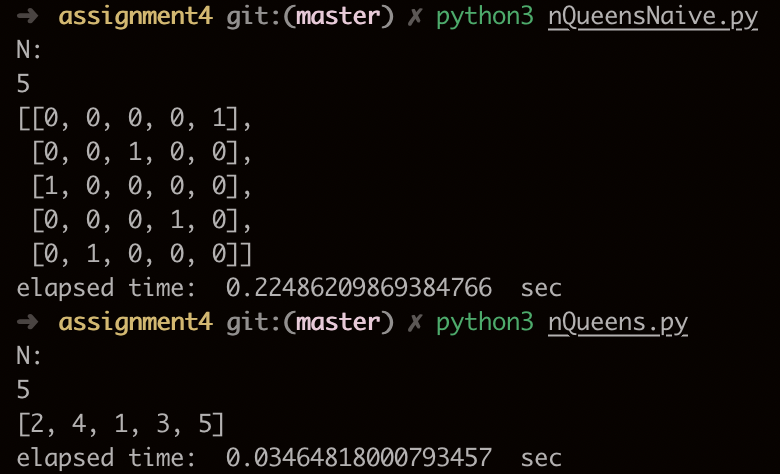 ➜ assignment4 git:(master) ✗ python3 nQueensNaive.py
N:
5
[[0, 0, 0, 0, 1],
 [0, 0, 1, 0, 0],
 [1, 0, 0, 0, 0],
 [0, 0, 0, 1, 0],
 [0, 1, 0, 0, 0]]
elapsed time:  0.22486209869384766  sec
➜ assignment4 git:(master) ✗ python3 nQueens.py
N:
5
[2, 4, 1, 3, 5]
elapsed time:  0.03464818000793457  sec